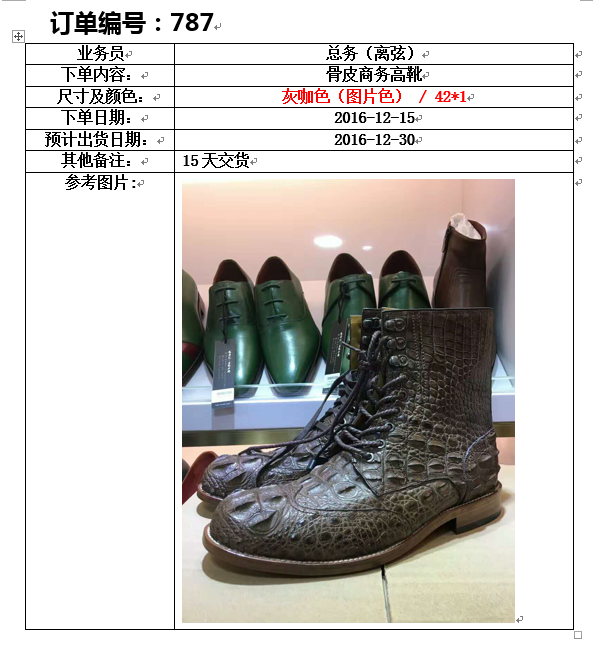 订单编号：787
业务员 总务（离弦）
下单内容： 骨皮商务高靴
尺寸及颜色： 灰咖色（图片色） / 42*1
下单日期： 2016-12-15
预计出货日期： 2016-12-30
其他备注： 15天交货
参考图片: